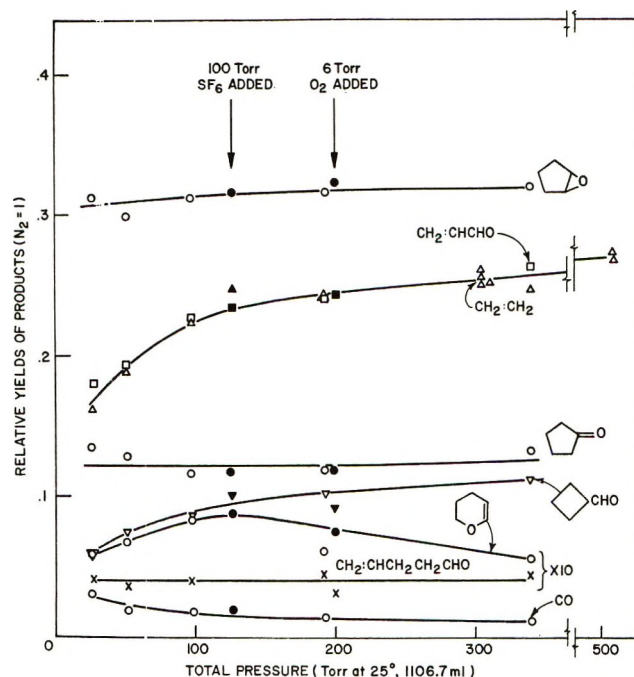 .4
.3
.2
.1
0
RELATIVE YIELDS OF PRODUCTS (N₂=1)
100 Torr
SF₆ ADDED
6 Torr
O₂ ADDED
O
CH₂:CHCHO
CH₂:CH₂
O
CHO
O
CH₂:CHCH₂CH₂CHO
X10
CO
100
200
300
500
TOTAL PRESSURE (Torr at 25°, 1106.7 ml)